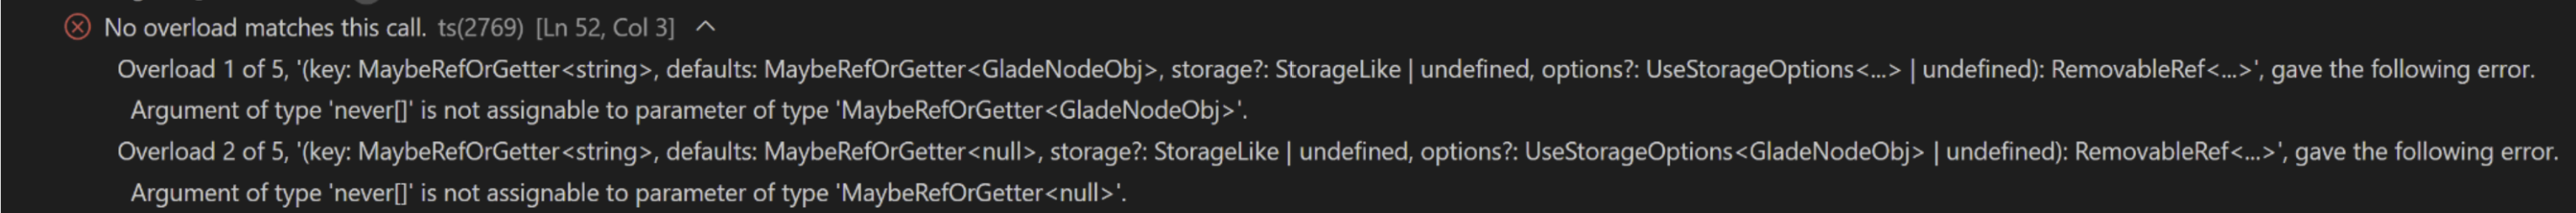 No overload matches this call. ts(2769) [Ln 52, Col 3]
Overload 1 of 5, '(key: MaybeRefOrGetter<string>, defaults: MaybeRefOrGetter<GladeNodeObj>, storage?: StorageLike | undefined, options?: UseStorageOptions<...> | undefined): RemovableRef<...>', gave the following error.
Argument of type 'never[]' is not assignable to parameter of type 'MaybeRefOrGetter<GladeNodeObj>'.
Overload 2 of 5, '(key: MaybeRefOrGetter<string>, defaults: MaybeRefOrGetter<null>, storage?: StorageLike | undefined, options?: UseStorageOptions<GladeNodeObj> | undefined): RemovableRef<...>', gave the following error.
Argument of type 'never[]' is not assignable to parameter of type 'MaybeRefOrGetter<null>'.